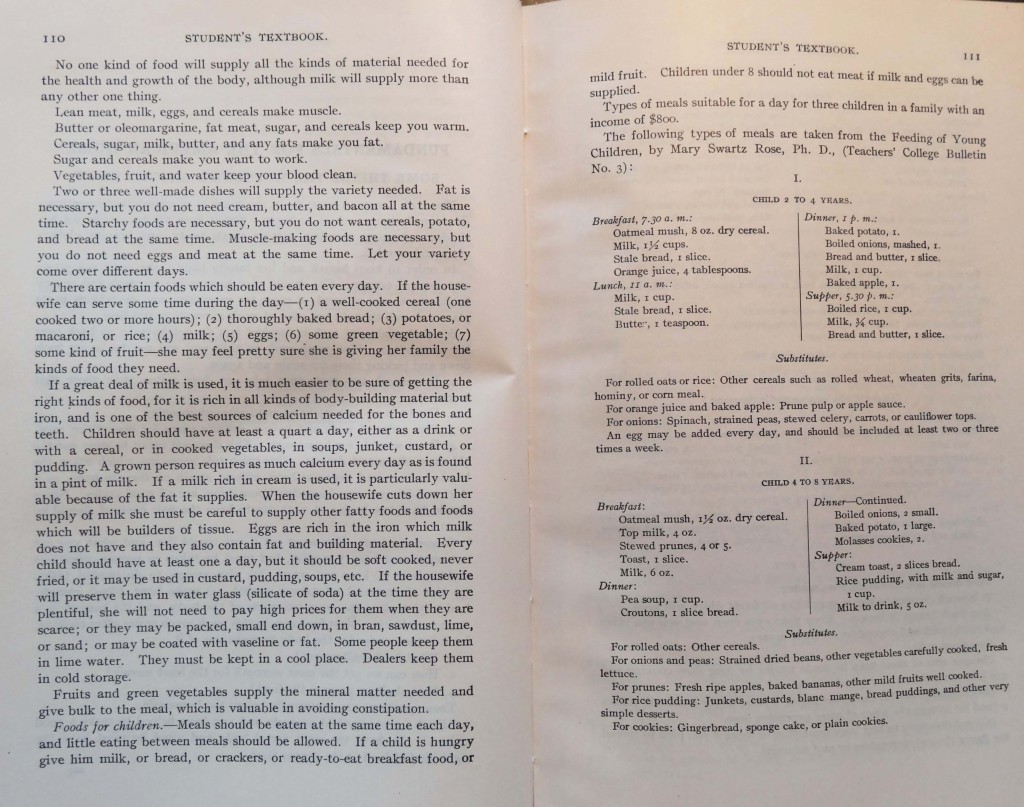 110 STUDENT'S TEXTBOOK.
No one kind of food will supply all the kinds of material needed for
the health and growth of the body, although milk will supply more than
any other one thing.
Lean meat, milk, eggs, and cereals make muscle.
Butter or oleomargarine, fat meat, sugar, and cereals keep you warm.
Cereals, sugar, milk, butter, and any fats make you fat.
Sugar and cereals make you want to work.
Vegetables, fruit, and water keep your blood clean.
Two or three well-made dishes will supply the variety needed. Fat is
necessary, but you do not need cream, butter, and bacon all at the same
time. Starchy foods are necessary, but you do not want cereals, potato,
and bread at the same time. Muscle-making foods are necessary, but
you do not need eggs and meat at the same time. Let your variety
come over different days.
There are certain foods which should be eaten every day. If the house-
wife can serve some time during the day—(1) a well-cooked cereal (one
cooked two or more hours); (2) thoroughly baked bread; (3) potatoes, or
macaroni, or rice; (4) milk; (5) eggs; (6) some green vegetable; (7)
some kind of fruit—she may feel pretty sure she is giving her family the
kinds of food they need.
If a great deal of milk is used, it is much easier to be sure of getting the
right kinds of food, for it is rich in all kinds of body-building material but
iron, and is one of the best sources of calcium needed for the bones and
teeth. Children should have at least a quart a day, either as a drink or
with a cereal, or in cooked vegetables, in soups, junket, custard, or
pudding. A grown person requires as much calcium every day as is found
in a pint of milk. If a milk rich in cream is used, it is particularly valu-
able because of the fat it supplies. When the housewife cuts down her
supply of milk she must be careful to supply other fatty foods and foods
which will be builders of tissue. Eggs are rich in the iron which milk
does not have and they also contain fat and building material. Every
child should have at least one a day, but it should be soft cooked, never
fried, or it may be used in custard, pudding, soups, etc. If the housewife
will preserve them in water glass (silicate of soda) at the time they are
plentiful, she will not need to pay high prices for them when they are
scarce; or they may be packed, small end down, in bran, sawdust, lime,
or sand; or may be coated with vaseline or fat. Some people keep them
in lime water. They must be kept in a cool place. Dealers keep them
in cold storage.
Fruits and green vegetables supply the mineral matter needed and
give bulk to the meal, which is valuable in avoiding constipation.
Foods for children.—Meals should be eaten at the same time each day,
and little eating between meals should be allowed. If a child is hungry
give him milk, or bread, or crackers, or ready-to-eat breakfast food, or
STUDENT'S TEXTBOOK. 111
mild fruit. Children under 8 should not eat meat if milk and eggs can be
supplied.
Types of meals suitable for a day for three children in a family with an
income of $800.
The following types of meals are taken from the Feeding of Young
Children, by Mary Swartz Rose, Ph. D., (Teachers' College Bulletin
No. 3):
I.
CHILD 2 TO 4 YEARS.
Breakfast, 7.30 a. m.:
Oatmeal mush, 8 oz. dry cereal.
Milk, 1½ cups.
Stale bread, 1 slice.
Orange juice, 4 tablespoons.
Lunch, 11 a. m.:
Milk, 1 cup.
Stale bread, 1 slice.
Butter, 1 teaspoon.
Dinner, 1 p. m.:
Baked potato, 1.
Boiled onions, mashed, 1.
Bread and butter, 1 slice.
Milk, 1 cup.
Baked apple, 1.
Supper, 5.30 p. m.:
Boiled rice, 1 cup.
Milk, ¾ cup.
Bread and butter, 1 slice.
Substitutes.
For rolled oats or rice: Other cereals such as rolled wheat, wheaten grits, farina,
hominy, or corn meal.
For orange juice and baked apple: Prune pulp or apple sauce.
For onions: Spinach, strained peas, stewed celery, carrots, or cauliflower tops.
An egg may be added every day, and should be included at least two or three
times a week.
II.
CHILD 4 TO 8 YEARS.
Breakfast:
Oatmeal mush, 1½ oz. dry cereal.
Top milk, 4 oz.
Stewed prunes, 4 or 5.
Toast, 1 slice.
Milk, 6 oz.
Dinner:
Pea soup, 1 cup.
Croutons, 1 slice bread.
Dinner—Continued.
Boiled onions, 2 small.
Baked potato, 1 large.
Molasses cookies, 2.
Supper:
Cream toast, 2 slices bread.
Rice pudding, with milk and sugar,
1 cup.
Milk to drink, 5 oz.
Substitutes.
For rolled oats: Other cereals.
For onions and peas: Strained dried beans, other vegetables carefully cooked, fresh
lettuce.
For prunes: Fresh ripe apples, baked bananas, other mild fruits well cooked.
For rice pudding: Junkets, custards, blanc mange, bread puddings, and other very
simple desserts.
For cookies: Gingerbread, sponge cake, or plain cookies.